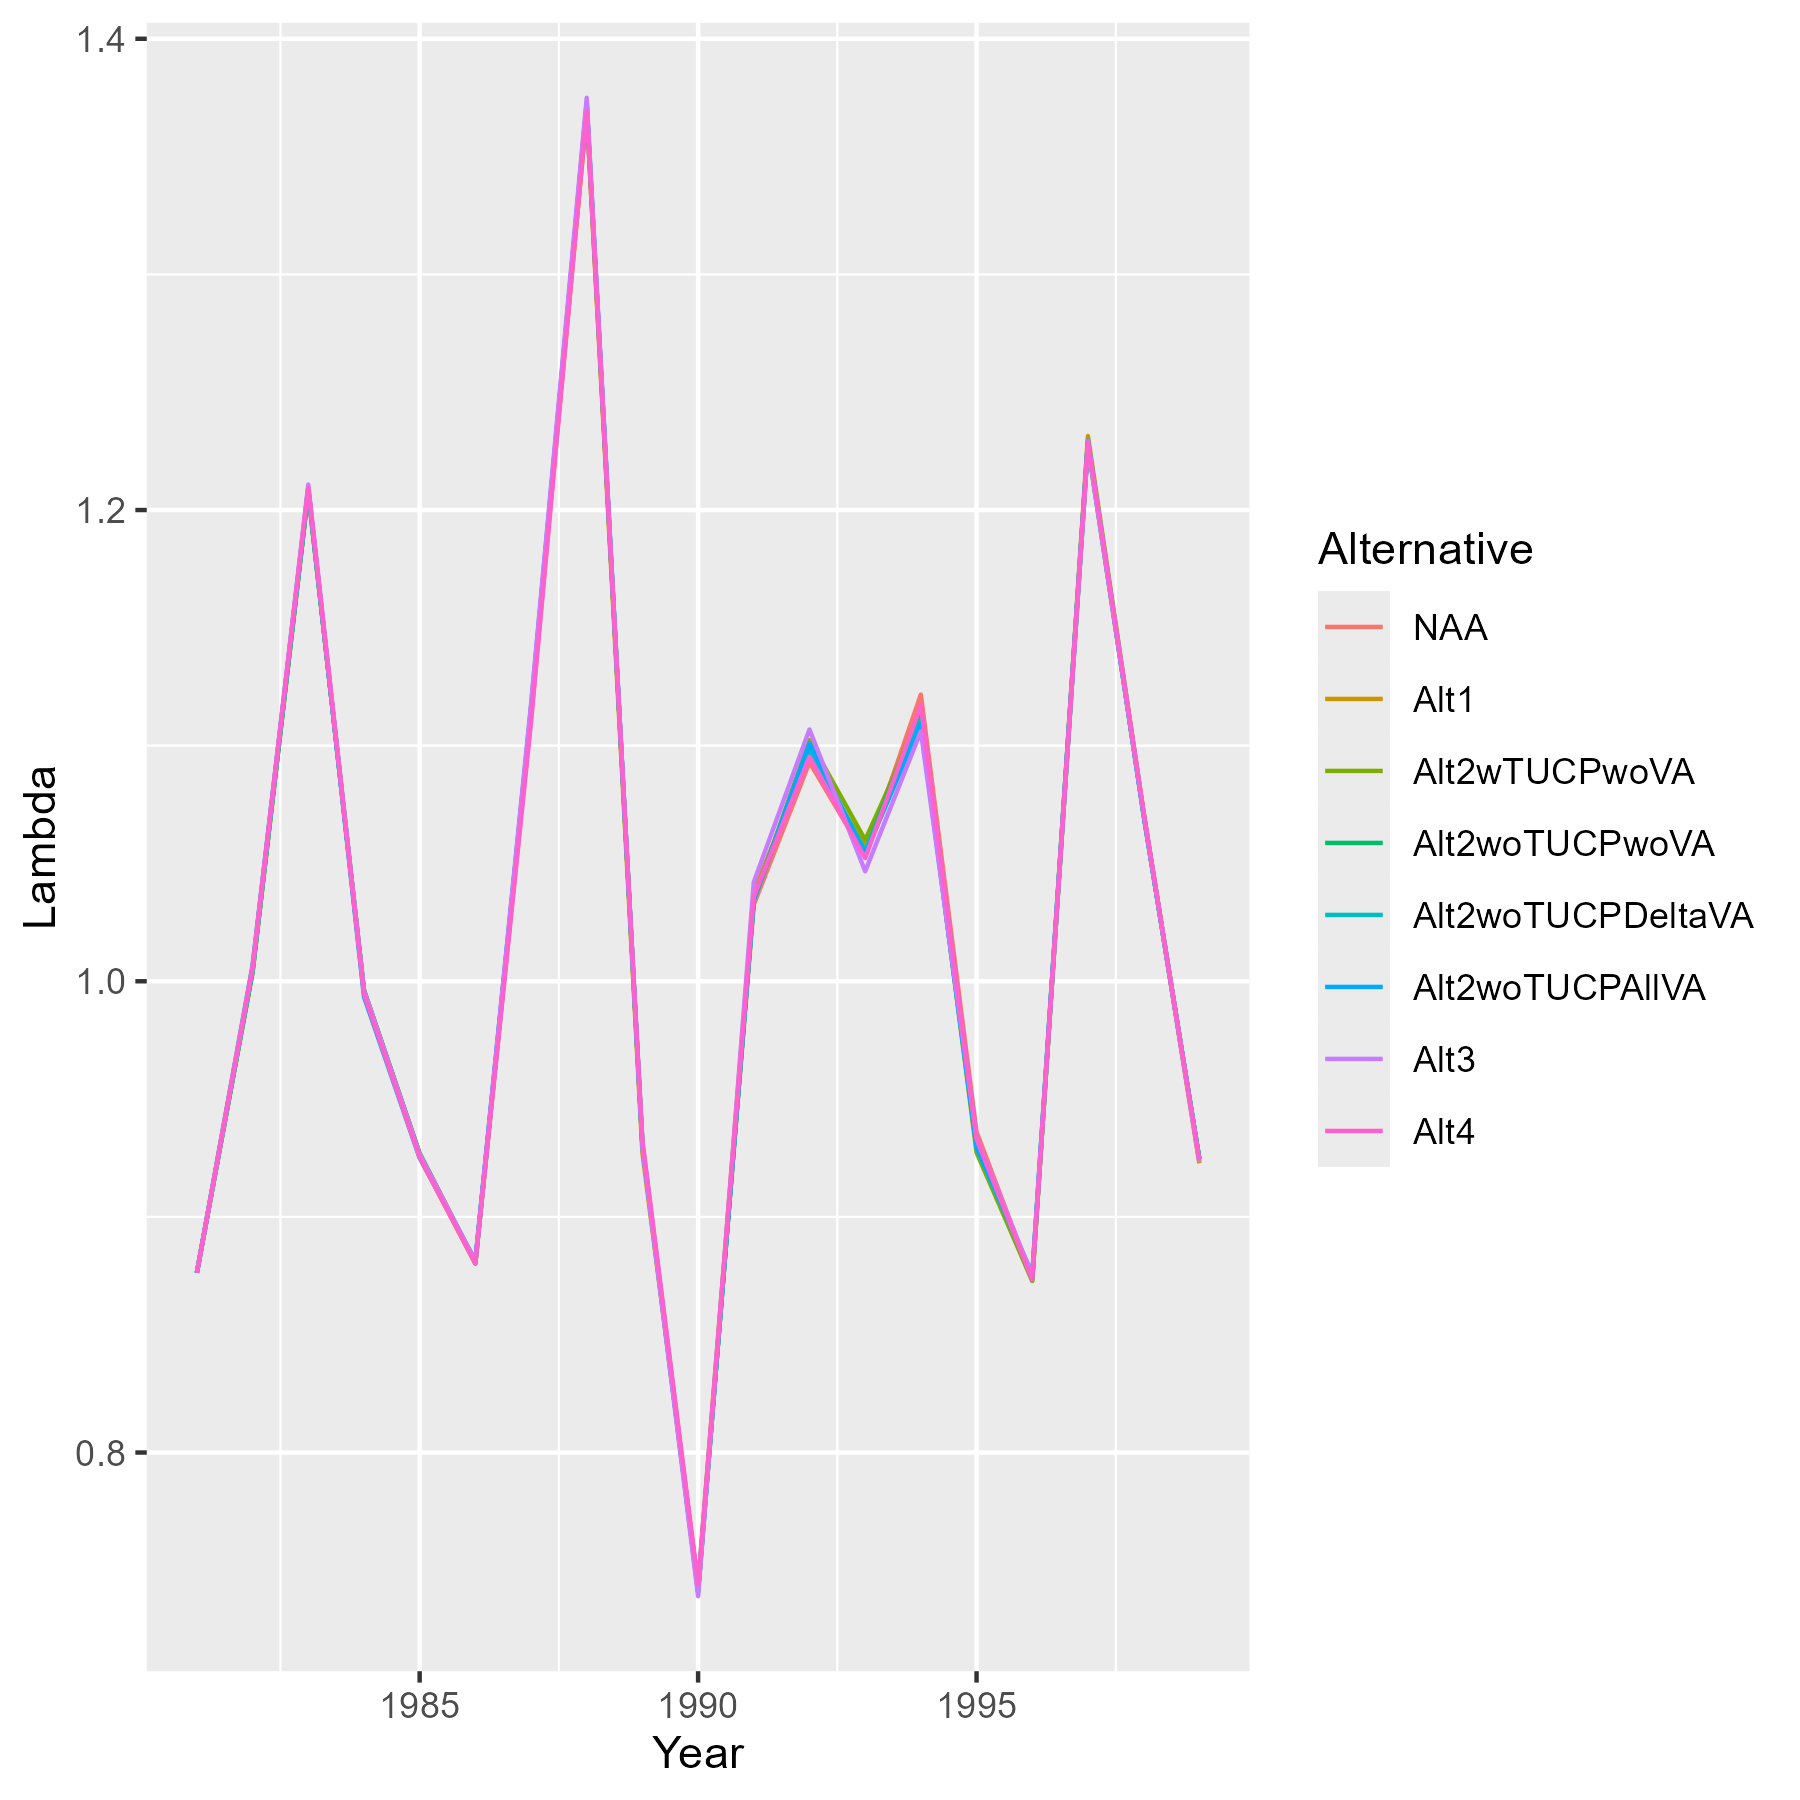 1.4
1.2
1.0
0.8
Lambda
1985
1990
1995
Year
Alternative
NAA
Alt1
Alt2wTUCPwoVA
Alt2woTUCPwoVA
Alt2woTUCPDeltaVA
Alt2woTUCPAllVA
Alt3
Alt4